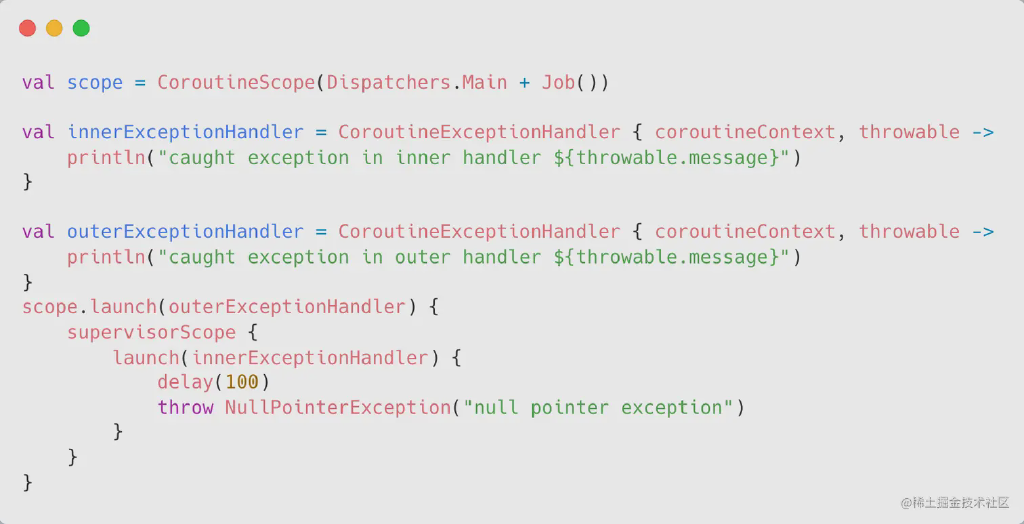 val scope = CoroutineScope(Dispatchers.Main + Job())
val innerExceptionHandler = CoroutineExceptionHandler { coroutineContext, throwable ->
    println("caught exception in inner handler ${throwable.message}")
}
val outerExceptionHandler = CoroutineExceptionHandler { coroutineContext, throwable ->
    println("caught exception in outer handler ${throwable.message}")
}
scope.launch(outerExceptionHandler) {
    supervisorScope {
        launch(innerExceptionHandler) {
            delay(100)
            throw NullPointerException("null pointer exception")
        }
    }
}
@稀土掘金技术社区